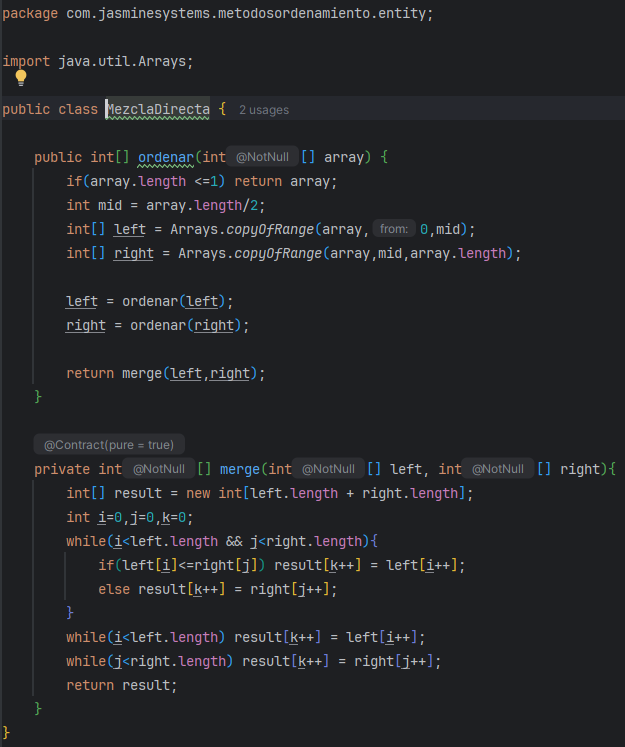 package com.jasminesystems.metodosordenamiento.entity;
import java.util.Arrays;
public class MezclaDirecta { 2 usages
public int[] ordenar(int @NotNull [] array) {
if(array.length <=1) return array;
int mid = array.length/2;
int[] left = Arrays.copyOfRange(array, from: 0,mid);
int[] right = Arrays.copyOfRange(array,mid,array.length);
left = ordenar(left);
right = ordenar(right);
return merge(left,right);
}
@Contract(pure = true)
private int @NotNull [] merge(int @NotNull [] left, int @NotNull [] right){
int[] result = new int[left.length + right.length];
int i=0,j=0,k=0;
while(i<left.length && j<right.length){
if(left[i]<=right[j]) result[k++] = left[i++];
else result[k++] = right[j++];
}
while(i<left.length) result[k++] = left[i++];
while(j<right.length) result[k++] = right[j++];
return result;
}
}